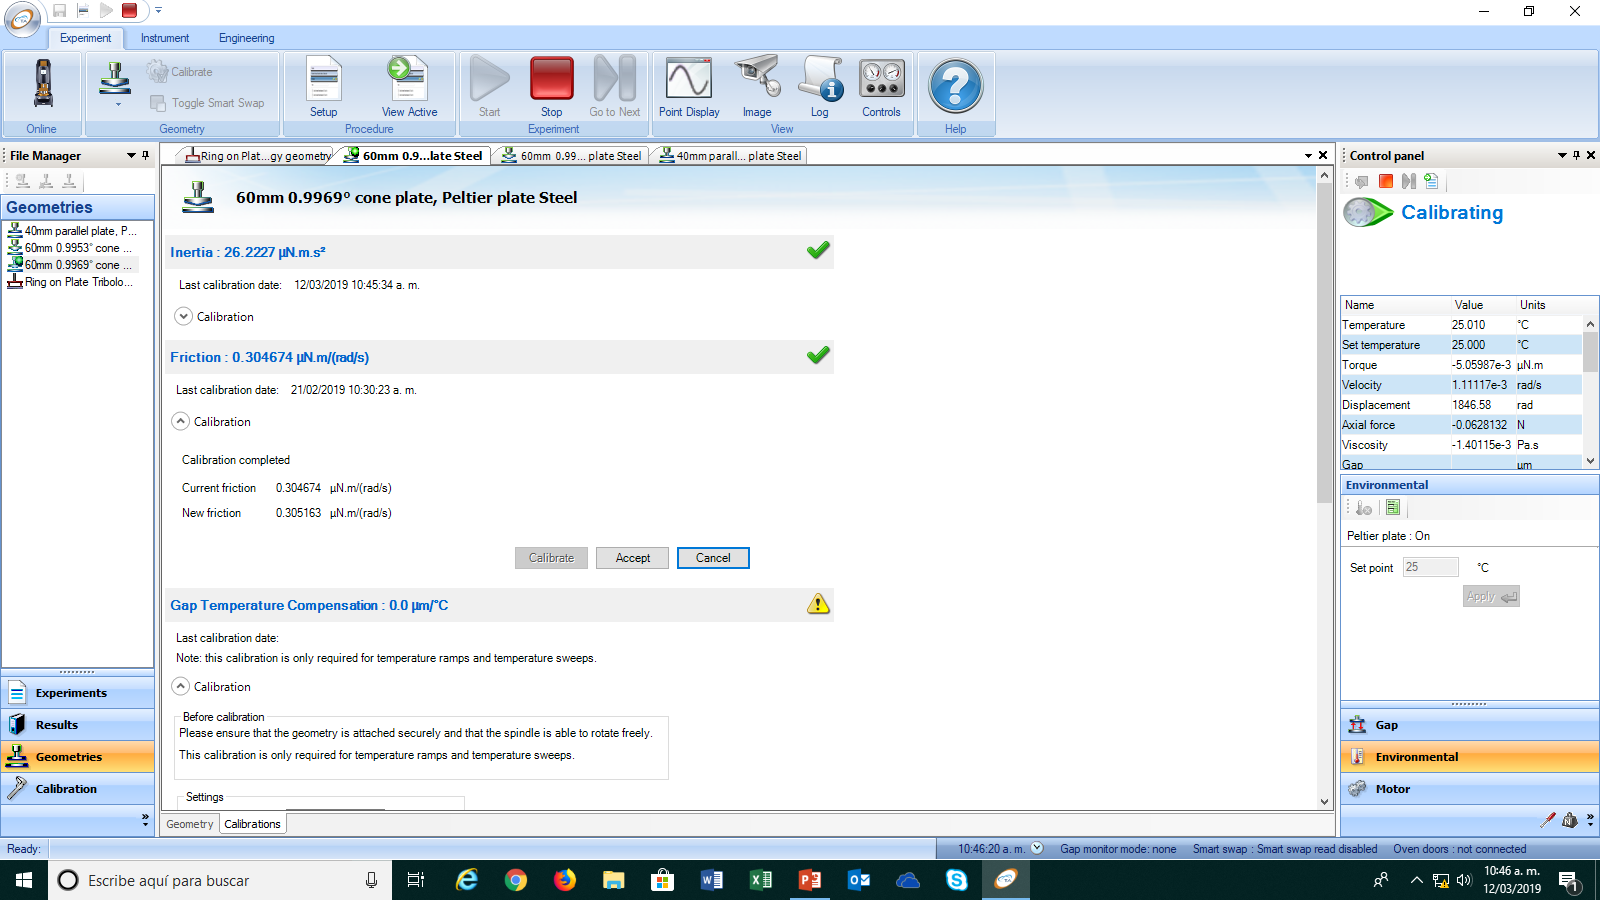 Experiment Instrument Engineering
Calibrate
Toggle Smart Swap
Setup View Active Start Stop Go to Next Point Display Image Log Controls
Online Geometry Procedure Experiment View Help
File Manager
Geometries
40mm parallel plate, P...
60mm 0.9953° cone ...
60mm 0.9969° cone ...
Ring on Plate Tribolo...
Experiments
Results
Geometries
Calibration
Ring on Plat...gy geometry 60mm 0.9...late Steel 60mm 0.99... plate Steel 40mm parall... plate Steel
60mm 0.9969° cone plate, Peltier plate Steel
Inertia : 26.2227 µN.m.s²
Last calibration date: 12/03/2019 10:45:34 a. m.
Calibration
Friction : 0.304674 µN.m/(rad/s)
Last calibration date: 21/02/2019 10:30:23 a. m.
Calibration
Calibration completed
Current friction 0.304674 µN.m/(rad/s)
New friction 0.305163 µN.m/(rad/s)
Calibrate Accept Cancel
Gap Temperature Compensation : 0.0 µm/°C
Last calibration date:
Note: this calibration is only required for temperature ramps and temperature sweeps.
Calibration
Before calibration
Please ensure that the geometry is attached securely and that the spindle is able to rotate freely.
This calibration is only required for temperature ramps and temperature sweeps.
Settings
Geometry Calibrations
Control panel
Calibrating
Name Value Units
Temperature 25.010 °C
Set temperature 25.000 °C
Torque -5.05987e-3 µN.m
Velocity 1.11117e-3 rad/s
Displacement 1846.58 rad
Axial force -0.0628132 N
Viscosity -1.40115e-3 Pa.s
Gap µm
Environmental
Peltier plate : On
Set point 25 °C
Apply
Gap
Environmental
Motor
Ready: 10:46:20 a. m. Gap monitor mode: none Smart swap : Smart swap read disabled Oven doors : not connected
Escribe aquí para buscar
10:46 a. m.
12/03/2019
1